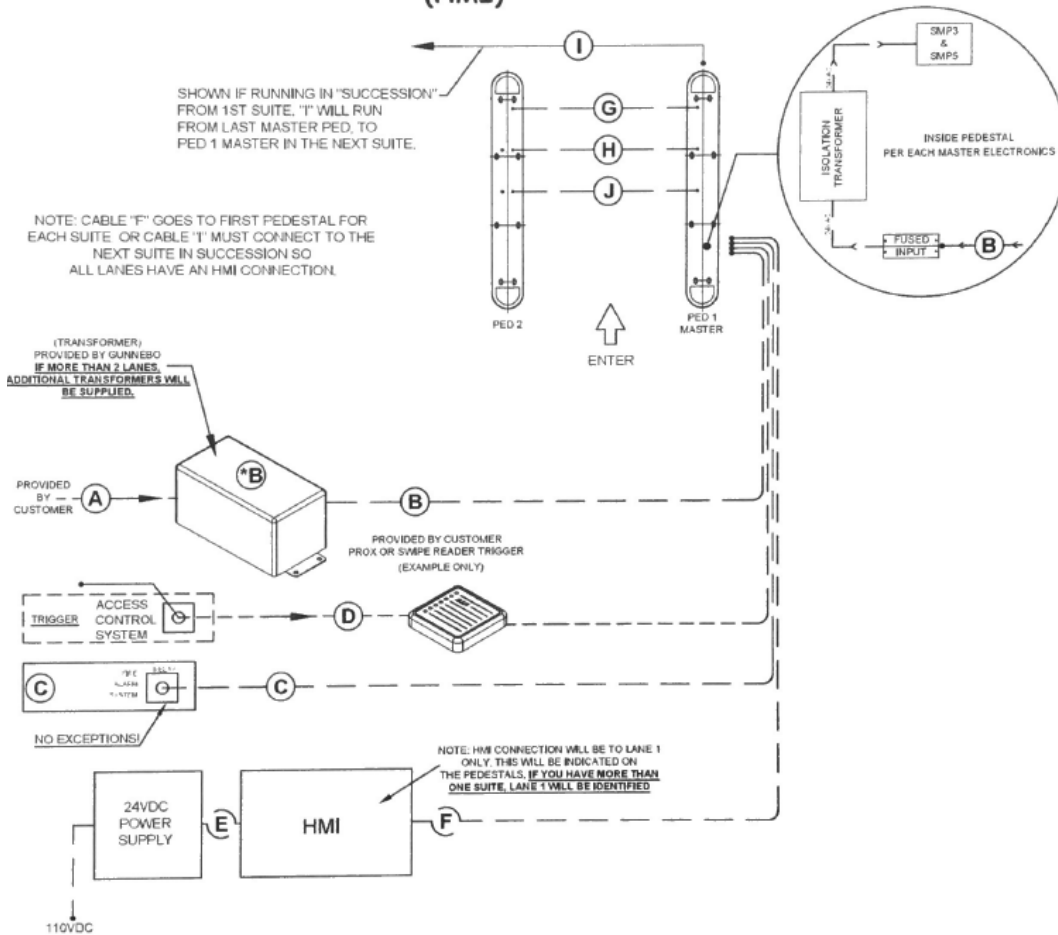 I
SHOWN IF RUNNING IN "SUCCESSION"
FROM 1ST SUITE, "I" WILL RUN
FROM LAST MASTER PED, TO
PED 1 MASTER IN THE NEXT SUITE.
G
H
J
NOTE: CABLE "F" GOES TO FIRST PEDESTAL FOR
EACH SUITE OR CABLE "I" MUST CONNECT TO THE
NEXT SUITE IN SUCCESSION SO
ALL LANES HAVE AN HMI CONNECTION.
PED 2
PED 1
MASTER
ENTER
SMP3
&
SMP5
ISOLATION
TRANSFORMER
INSIDE PEDESTAL
PER EACH MASTER ELECTRONICS
FUSED
INPUT
B
(TRANSFORMER)
PROVIDED BY GUNNEBO
IF MORE THAN 2 LANES,
ADDITIONAL TRANSFORMERS WILL
BE SUPPLIED.
*B
PROVIDED
BY
CUSTOMER
A
B
PROVIDED BY CUSTOMER
PROX OR SWIPE READER TRIGGER
(EXAMPLE ONLY)
TRIGGER
ACCESS
CONTROL
SYSTEM
D
C
FIRE
ALARM
SYSTEM
C
NO EXCEPTIONS!
NOTE: HMI CONNECTION WILL BE TO LANE 1
ONLY. THIS WILL BE INDICATED ON
THE PEDESTALS. IF YOU HAVE MORE THAN
ONE SUITE, LANE 1 WILL BE IDENTIFIED
24VDC
POWER
SUPPLY
E
HMI
F
110VDC